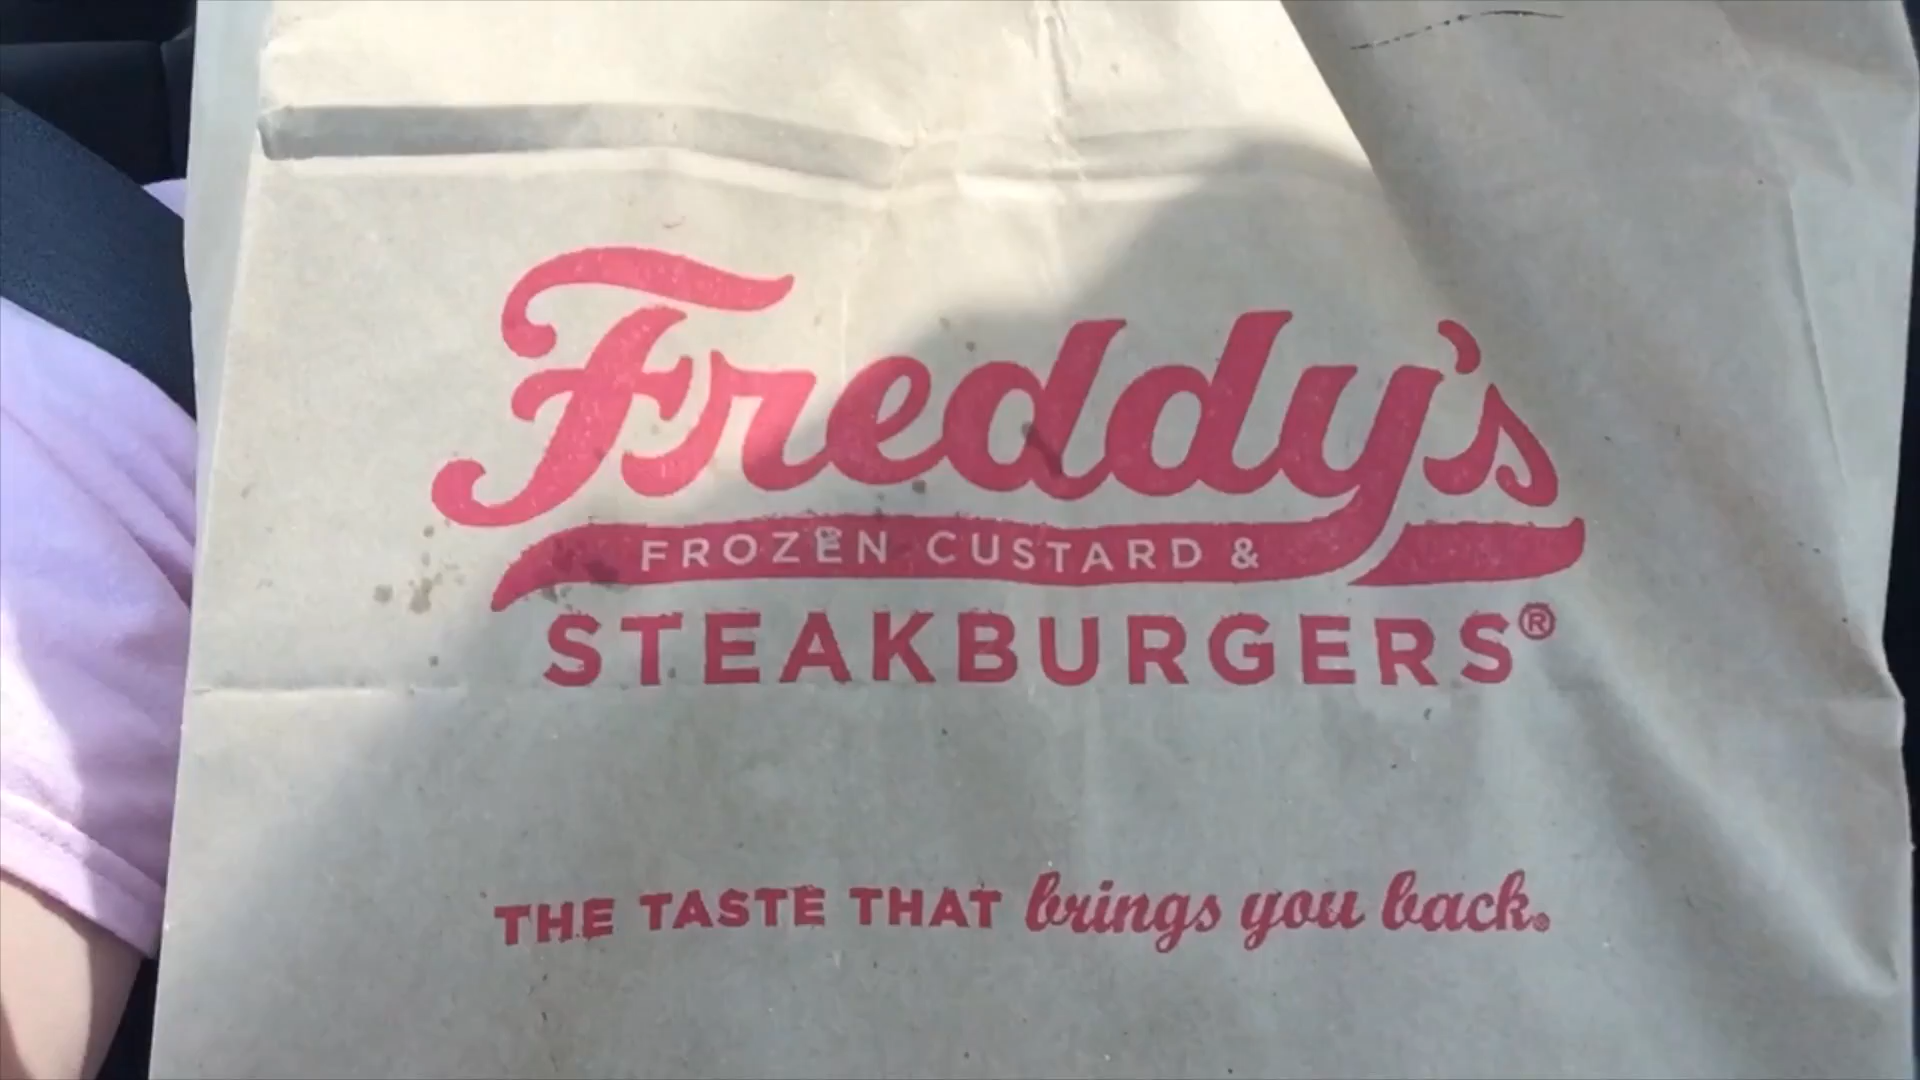 Freddy's
FROZEN CUSTARD &
STEAKBURGERS®
THE TASTE THAT brings you back.